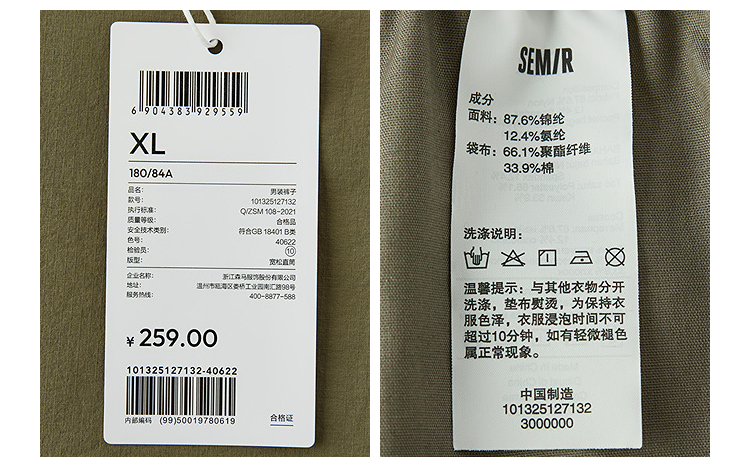 6904383929559
XL
180/84A
品名: 男装裤子
款号: 101325127132
执行标准: Q/ZSM 108-2021
质量等级: 合格品
安全技术类别: 符合GB 18401 B类
色号: 40622
检验员: 10
版型: 宽松直筒
企业名称: 浙江森马服饰股份有限公司
地址: 温州市瓯海区娄桥工业园南汇路98号
服务热线: 400-8877-588
¥ 259.00
101325127132-40622
内部编码 (99)50019780619
合格证
SEMIR
成分
面料: 87.6%锦纶
12.4%氨纶
袋布: 66.1%聚酯纤维
33.9%棉
洗涤说明:
温馨提示: 与其他衣物分开
洗涤, 垫布熨烫, 为保持衣
服色泽, 衣服浸泡时间不可
超过10分钟, 如有轻微褪色
属正常现象。
中国制造
101325127132
3000000